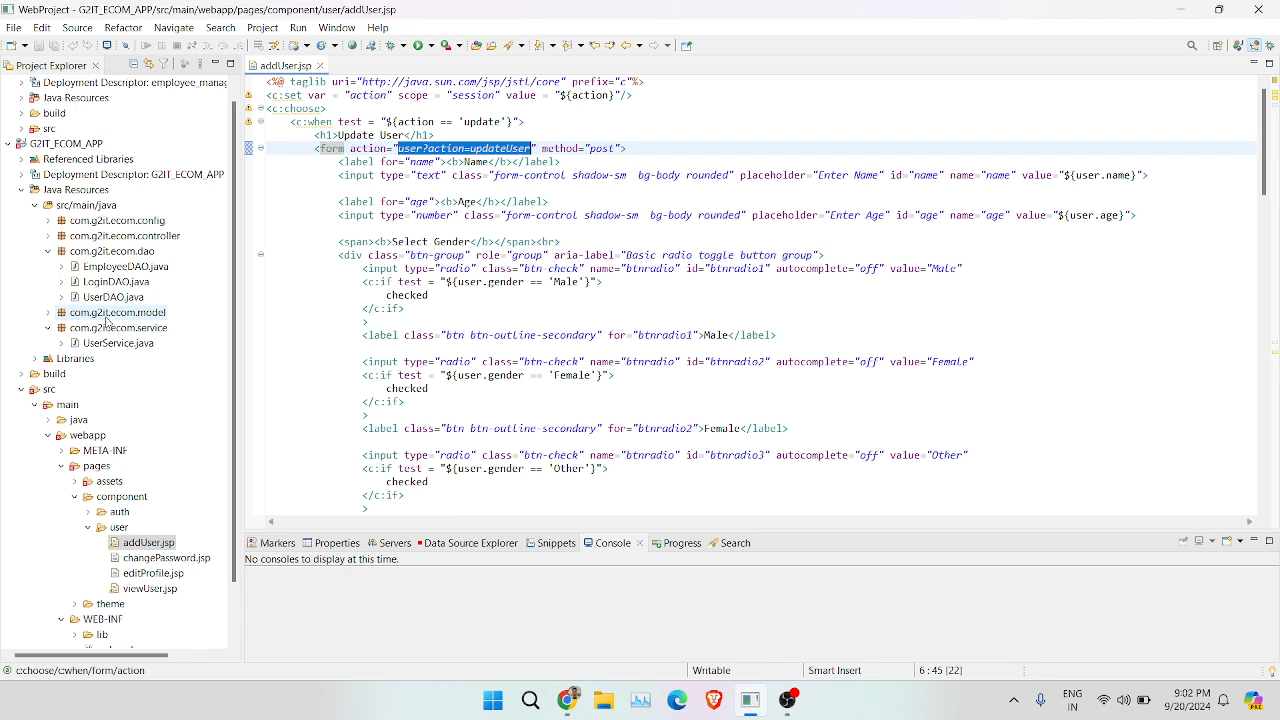 WebProject - G2IT_ECOM_APP/src/main/webapp/pages/component/user/addUser.jsp
File Edit Source Refactor Navigate Search Project Run Window Help
Project Explorer
addUser.jsp
Deployment Descriptor: employee_manag
Java Resources
build
src
G2IT_ECOM_APP
Referenced Libraries
Deployment Descriptor: G2IT_ECOM_APP
Java Resources
src/main/java
com.g2it.ecom.config
com.g2it.ecom.controller
com.g2it.ecom.dao
EmployeeDAO.java
LoginDAO.java
UserDAO.java
com.g2it.ecom.model
com.g2it.ecom.service
UserService.java
Libraries
build
src
main
java
webapp
META-INF
pages
assets
component
auth
user
addUser.jsp
changePassword.jsp
editProfile.jsp
viewUser.jsp
theme
WEB-INF
lib
<%@ taglib uri="http://java.sun.com/jsp/jstl/core" prefix="c"%>
<c:set var = "action" scope = "session" value = "${action}"/>
<c:choose>
<c:when test = "${action == 'update'}">
<h1>Update User</h1>
<form action="user?action=updateUser" method="post">
<label for="name"><b>Name</b></label>
<input type="text" class="form-control shadow-sm  bg-body rounded" placeholder="Enter Name" id="name" name="name" value="${user.name}">
<label for="age"><b>Age</b></label>
<input type="number" class="form-control shadow-sm  bg-body rounded" placeholder="Enter Age" id="age" name="age" value="${user.age}">
<span><b>Select Gender</b></span><br>
<div class="btn-group" role="group" aria-label="Basic radio toggle button group">
<input type="radio" class="btn-check" name="btnradio" id="btnradio1" autocomplete="off" value="Male"
<c:if test = "${user.gender == 'Male'}">
checked
</c:if>
>
<label class="btn btn-outline-secondary" for="btnradio1">Male</label>
<input type="radio" class="btn-check" name="btnradio" id="btnradio2" autocomplete="off" value="Female"
<c:if test = "${user.gender == 'Female'}">
checked
</c:if>
>
<label class="btn btn-outline-secondary" for="btnradio2">Female</label>
<input type="radio" class="btn-check" name="btnradio" id="btnradio3" autocomplete="off" value="Other"
<c:if test = "${user.gender == 'Other'}">
checked
</c:if>
>
Markers Properties Servers Data Source Explorer Snippets Console Progress Search
No consoles to display at this time.
c:choose/c:when/form/action Writable Smart Insert 6 : 45 [22]
ENG
IN
9:02 PM
9/20/2024
PRE